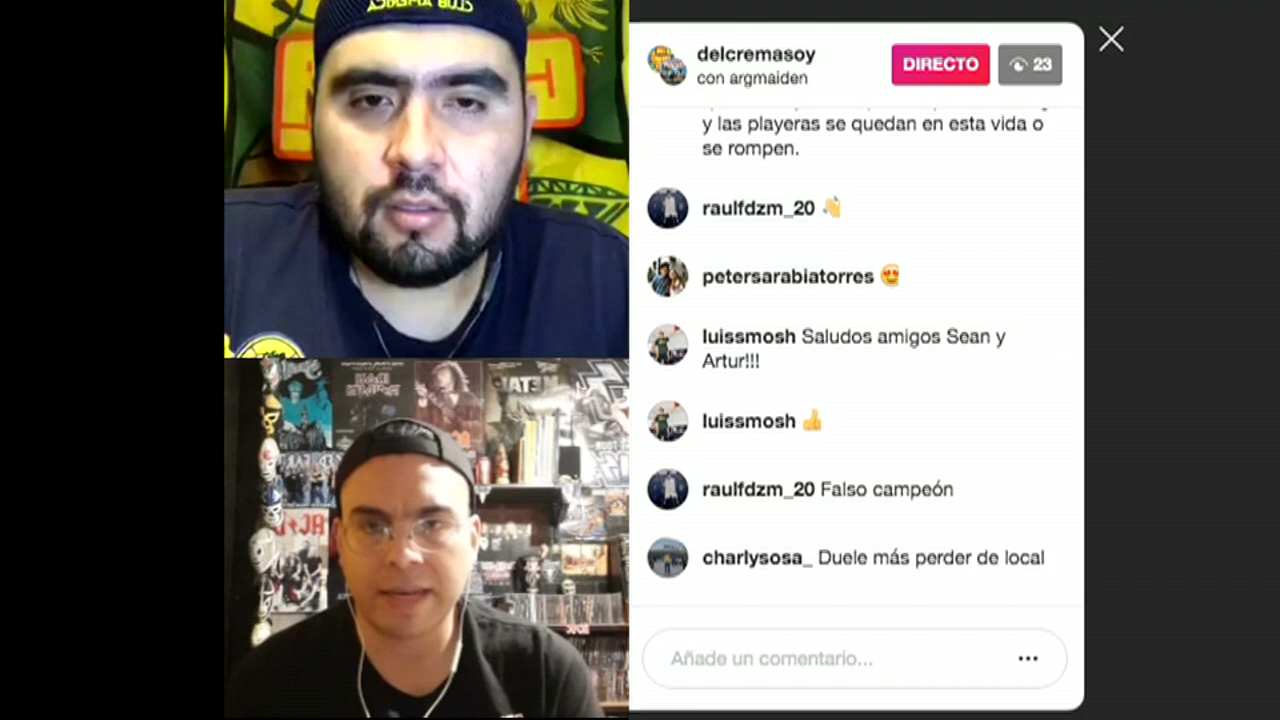 delcremasoy
con argmaiden
DIRECTO
23
y las playeras se quedan en esta vida o
se rompen.
raulfdzm_20 👏
petersarabiatorres 😍
luissmosh Saludos amigos Sean y
Artur!!!
luissmosh 👍
raulfdzm_20 Falso campeón
charlysosa_ Duele más perder de local
Añade un comentario...